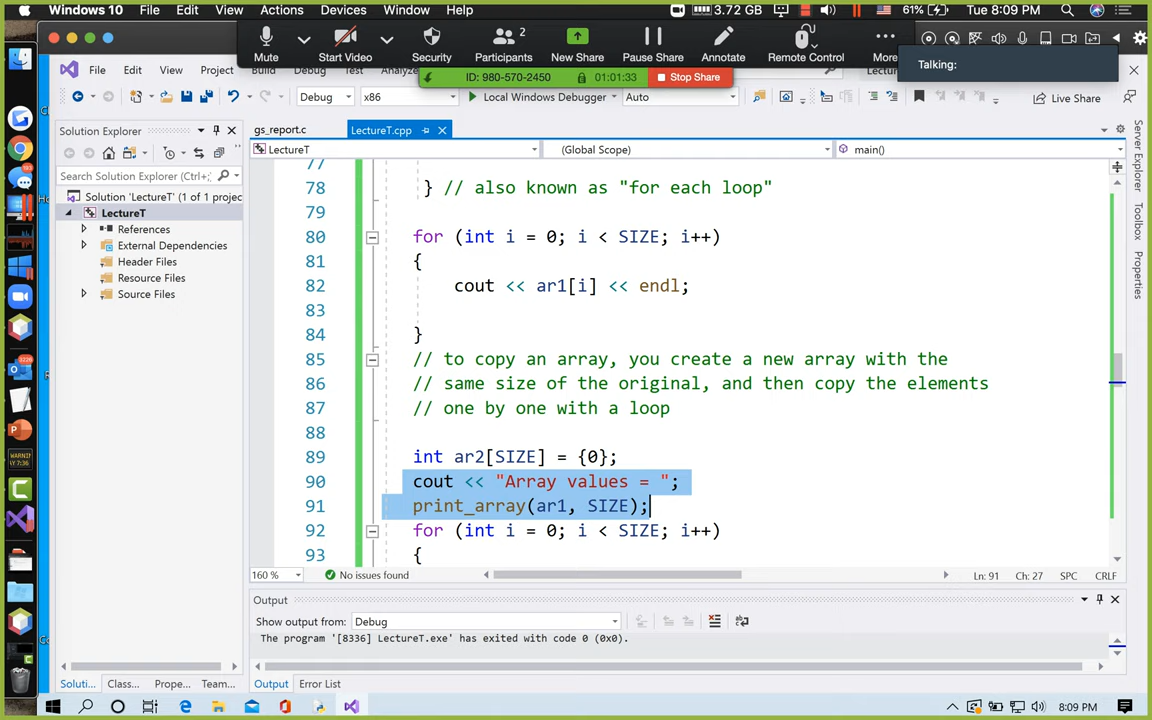 Windows 10 File Edit View Actions Devices Window Help
3.72 GB 61% Tue 8:09 PM
Mute Start Video Security Participants 2 New Share Pause Share Annotate Remote Control More
Talking:
ID: 980-570-2450 01:01:33 Stop Share
File Edit View Project Build Debug Test Analyze
Debug x86 Local Windows Debugger Auto Live Share
Solution Explorer
Search Solution Explorer (Ctrl+;
Solution 'LectureT' (1 of 1 projec
LectureT
References
External Dependencies
Header Files
Resource Files
Source Files
gs_report.c LectureT.cpp
LectureT (Global Scope) main()
77
78 } // also known as "for each loop"
79
80 for (int i = 0; i < SIZE; i++)
81 {
82 cout << ar1[i] << endl;
83
84 }
85 // to copy an array, you create a new array with the
86 // same size of the original, and then copy the elements
87 // one by one with a loop
88
89 int ar2[SIZE] = {0};
90 cout << "Array values = ";
91 print_array(ar1, SIZE);
92 for (int i = 0; i < SIZE; i++)
93 {
160 % No issues found Ln: 91 Ch: 27 SPC CRLF
Output
Show output from: Debug
The program '[8336] LectureT.exe' has exited with code 0 (0x0).
Soluti... Class... Prope... Team...
Output Error List
Server Explorer
Toolbox
Properties
8:09 PM